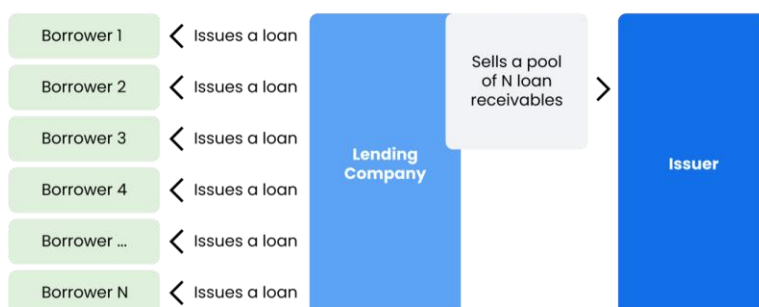 Borrower 1
Issues a loan
Borrower 2
Issues a loan
Borrower 3
Issues a loan
Borrower 4
Issues a loan
Borrower ...
Issues a loan
Borrower N
Issues a loan
Lending
Company
Sells a pool
of N loan
receivables
Issuer